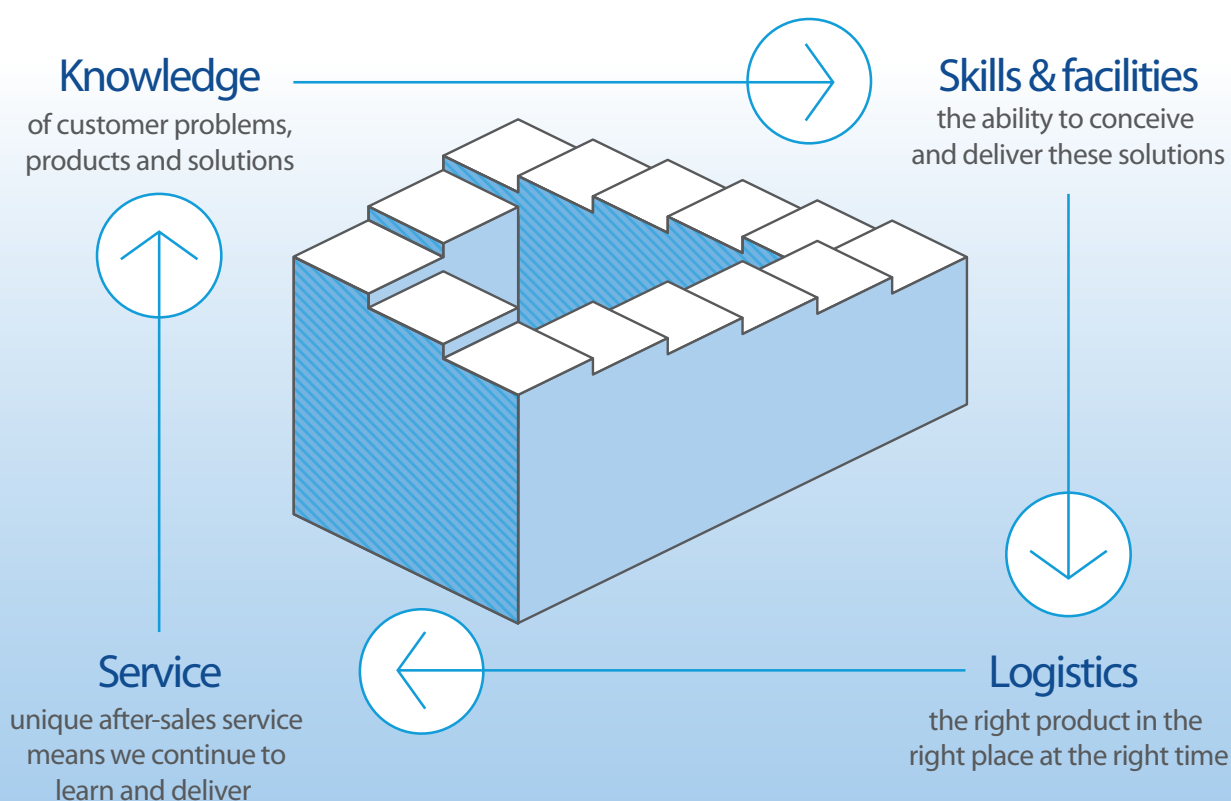 Knowledge
of customer problems,
products and solutions
Skills & facilities
the ability to conceive
and deliver these solutions
Service
unique after-sales service
means we continue to
learn and deliver
Logistics
the right product in the
right place at the right time